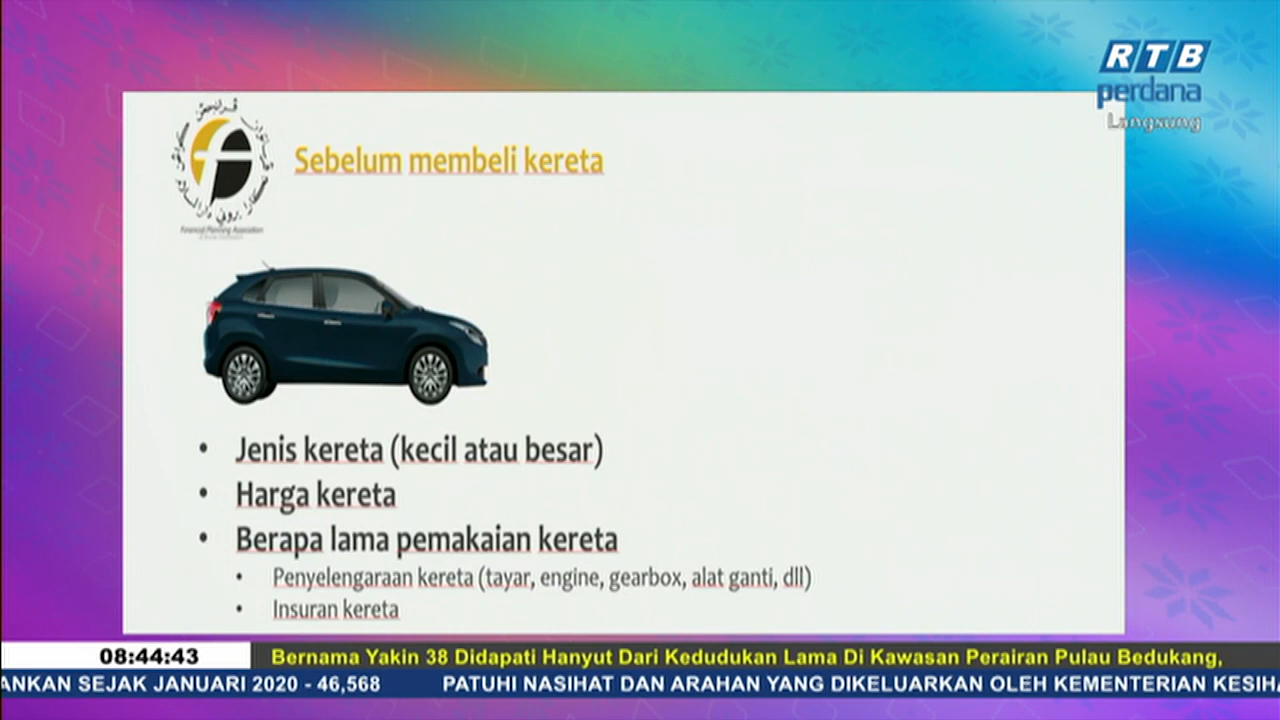 RTB
perdana
Langsung
Financial Planning Association
Sebelum membeli kereta
• Jenis kereta (kecil atau besar)
• Harga kereta
• Berapa lama pemakaian kereta
• Penyelengaraan kereta (tayar, engine, gearbox, alat ganti, dll)
• Insuran kereta
08:44:43
Bernama Yakin 38 Didapati Hanyut Dari Kedudukan Lama Di Kawasan Perairan Pulau Bedukang,
ANKAN SEJAK JANUARI 2020 - 46,568 PATUHI NASIHAT DAN ARAHAN YANG DIKELUARKAN OLEH KEMENTERIAN KESIHA